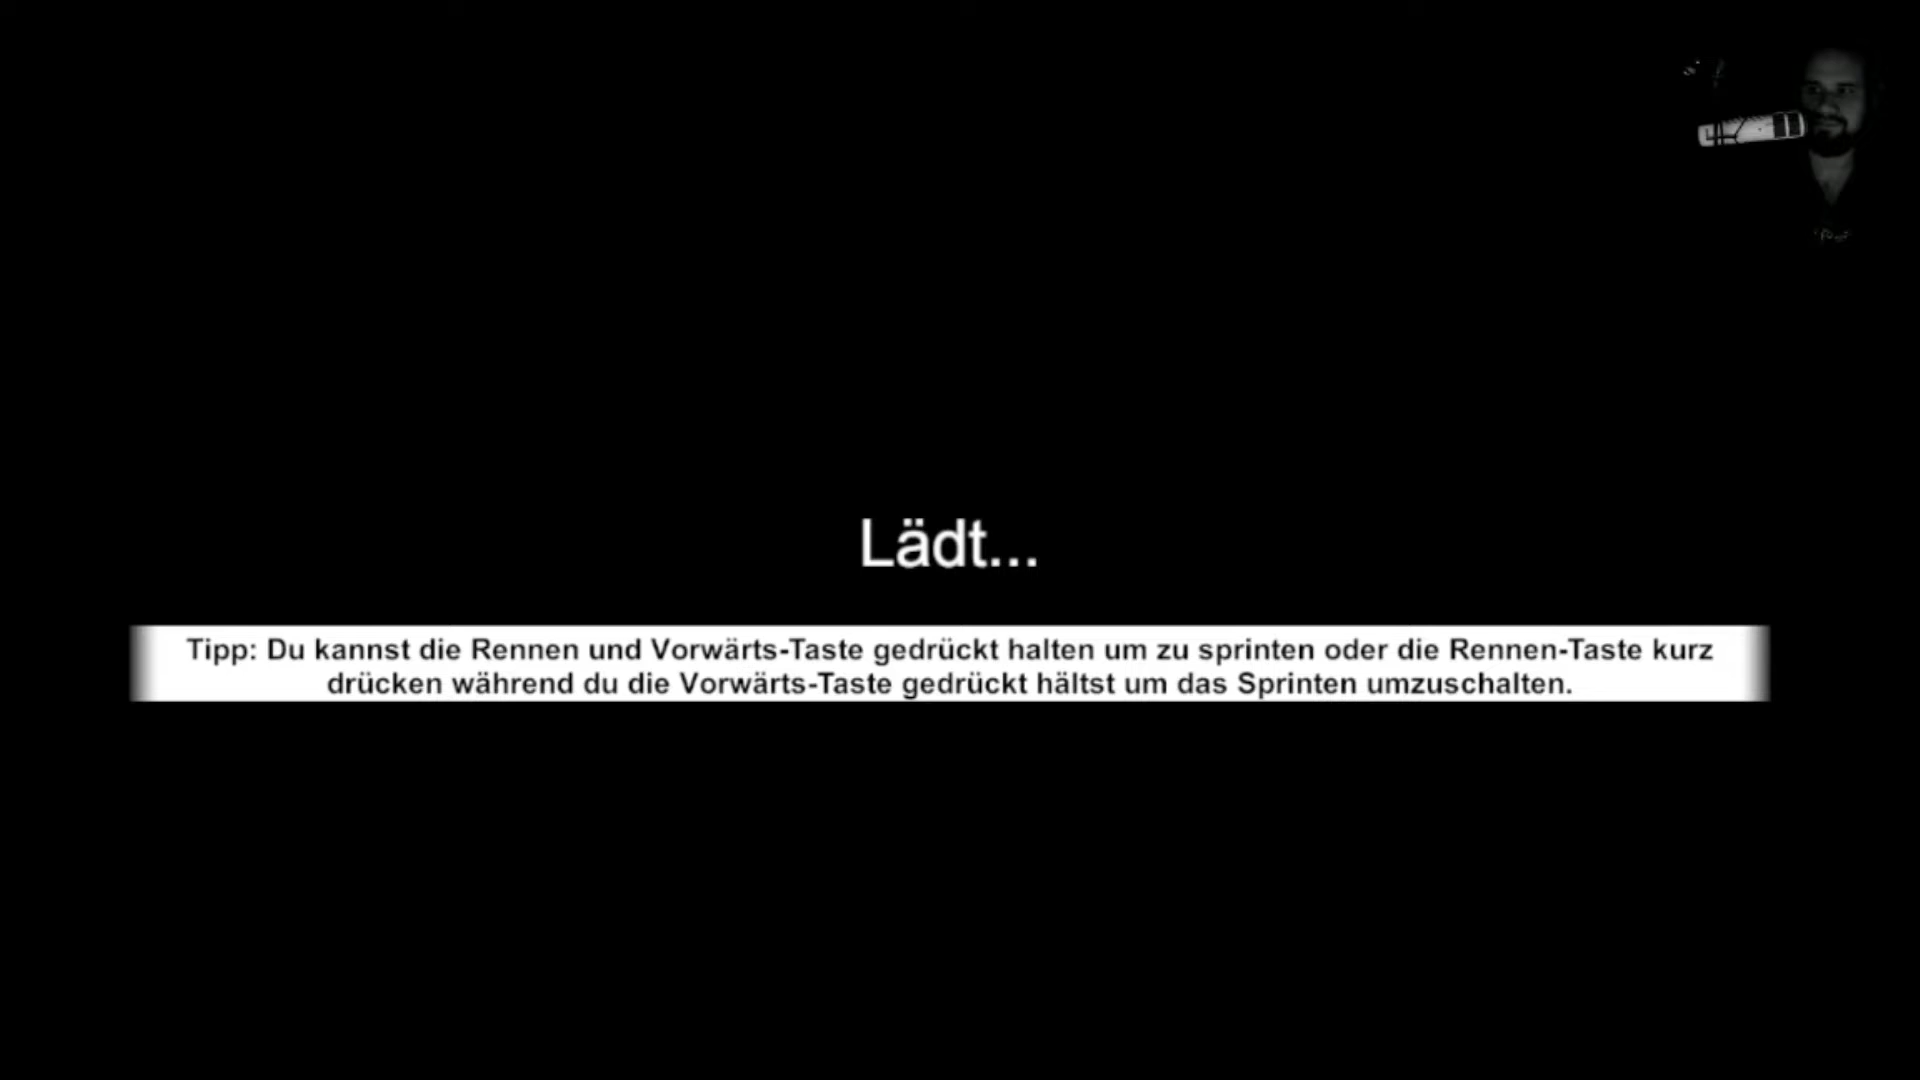 Lädt...
Tipp: Du kannst die Rennen und Vorwärts-Taste gedrückt halten um zu sprinten oder die Rennen-Taste kurz
drücken während du die Vorwärts-Taste gedrückt hältst um das Sprinten umzuschalten.